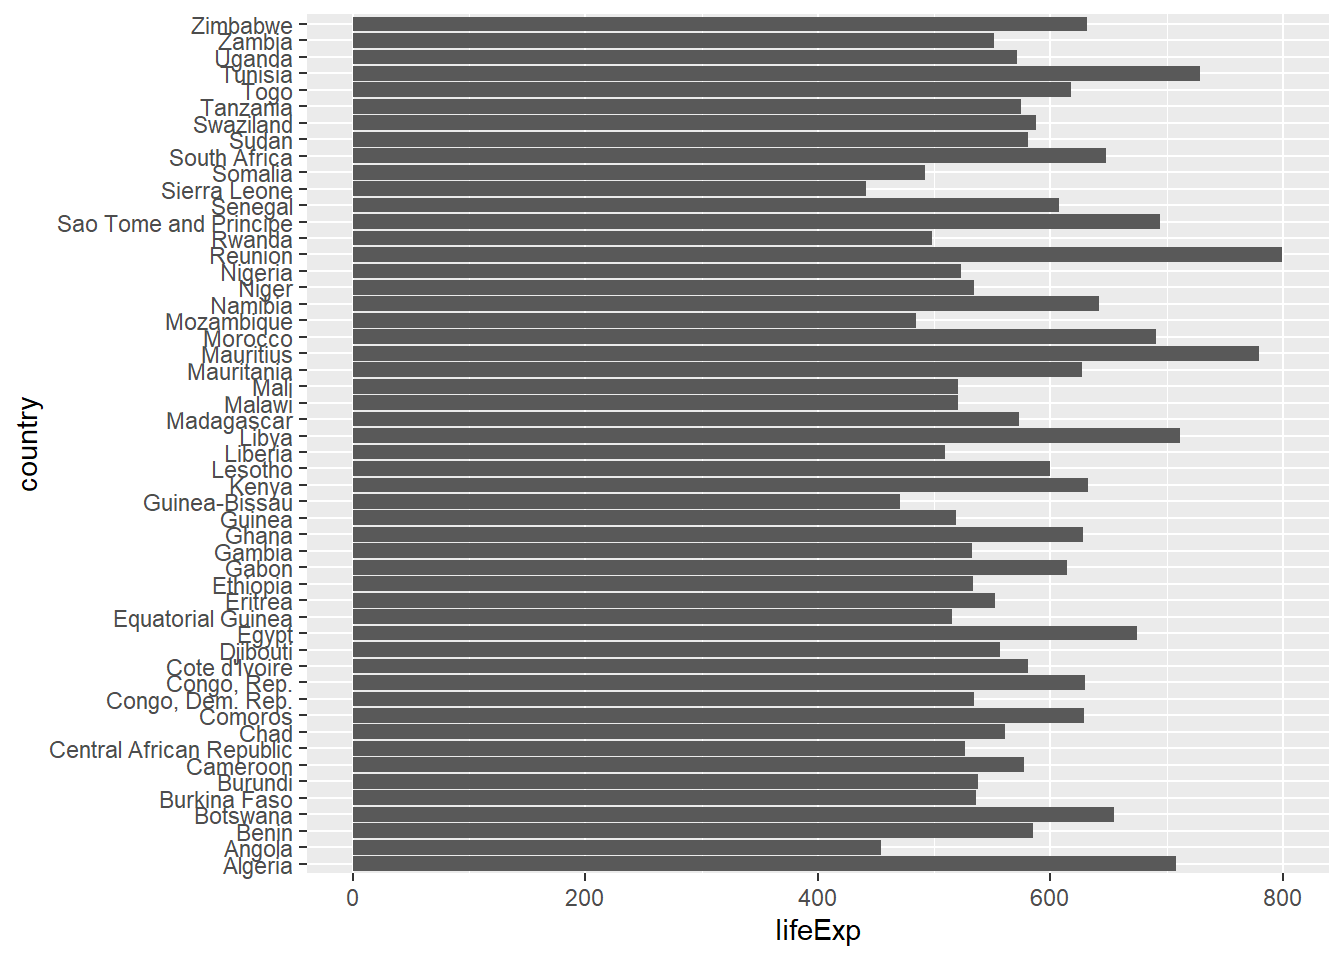 Zimbabwe
Zambia
Uganda
Tunisia
Togo
Tanzania
Swaziland
Sudan
South Africa
Somalia
Sierra Leone
Senegal
Sao Tome and Principe
Rwanda
Reunion
Nigeria
Niger
Namibia
Mozambique
Morocco
Mauritius
Mauritania
Mali
Malawi
Madagascar
Libya
Liberia
Lesotho
Kenya
Guinea-Bissau
Guinea
Ghana
Gambia
Gabon
Ethiopia
Eritrea
Equatorial Guinea
Egypt
Djibouti
Cote d'Ivoire
Congo, Rep.
Congo, Dem. Rep.
Comoros
Chad
Central African Republic
Cameroon
Burundi
Burkina Faso
Botswana
Benin
Angola
Algeria
country
0 200 400 600 800
lifeExp